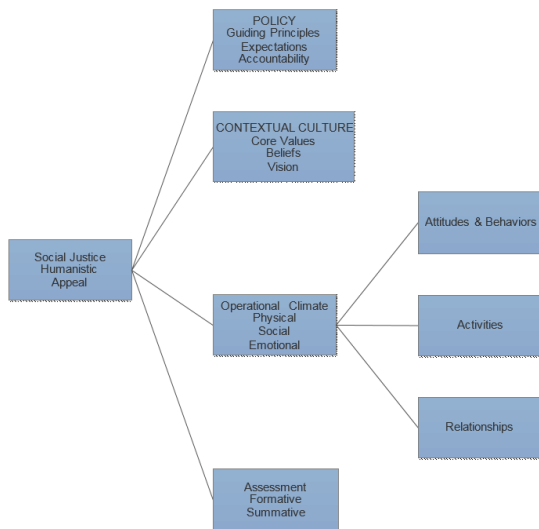 POLICY
Guiding Principles
Expectations
Accountability
CONTEXTUAL CULTURE
Core Values
Beliefs
Vision
Social Justice
Humanistic
Appeal
Operational Climate
Physical
Social
Emotional
Attitudes & Behaviors
Activities
Relationships
Assessment
Formative
Summative